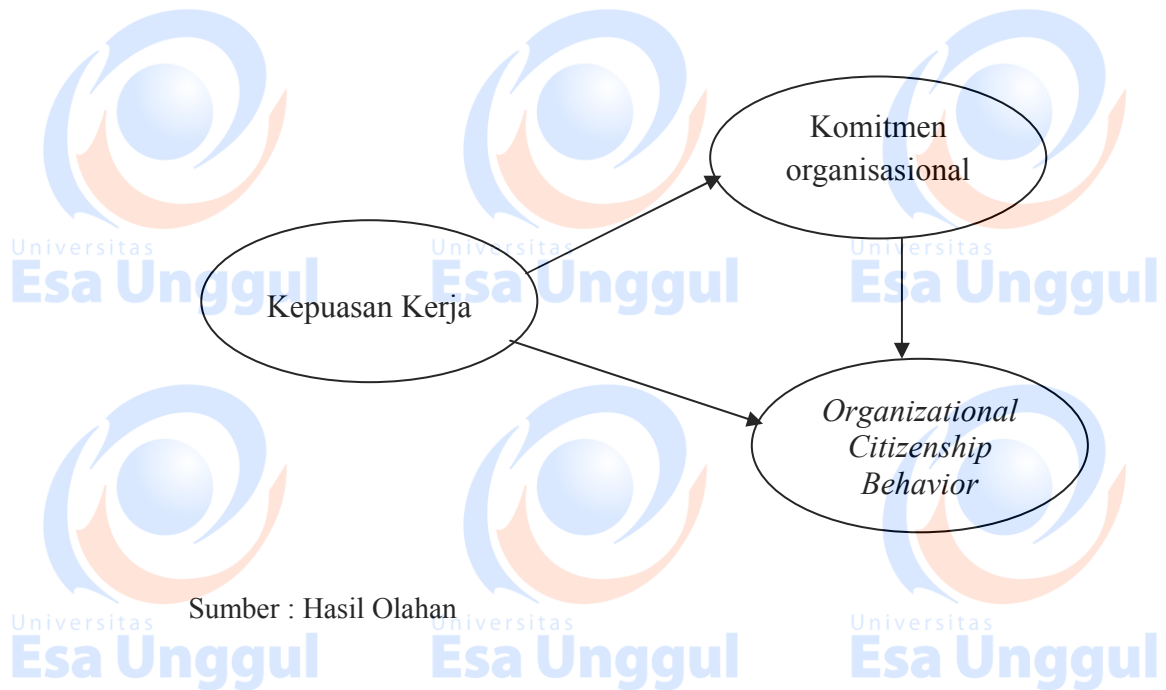 Komitmen
organisasional
Kepuasan Kerja
Organizational
Citizenship
Behavior
Sumber : Hasil Olahan
Universitas
Esa Unggul
Universitas
Esa Unggul
Universitas
Esa Unggul
Universitas
Esa Unggul
Universitas
Esa Unggul
Universitas
Esa Unggul